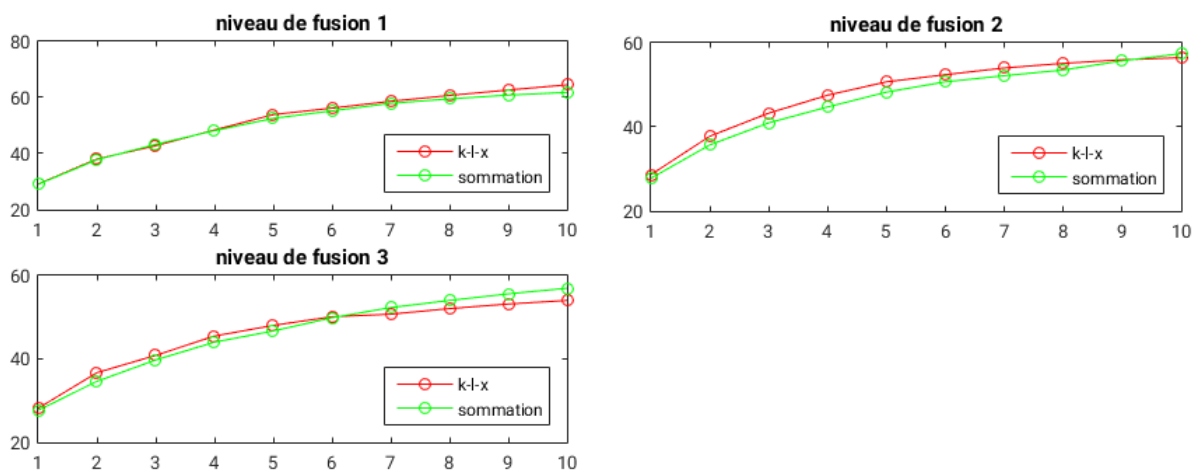 niveau de fusion 1
80
60
40
20
k-l-x
sommation
1 2 3 4 5 6 7 8 9 10
niveau de fusion 2
60
40
20
k-l-x
sommation
1 2 3 4 5 6 7 8 9 10
niveau de fusion 3
60
40
20
k-l-x
sommation
1 2 3 4 5 6 7 8 9 10